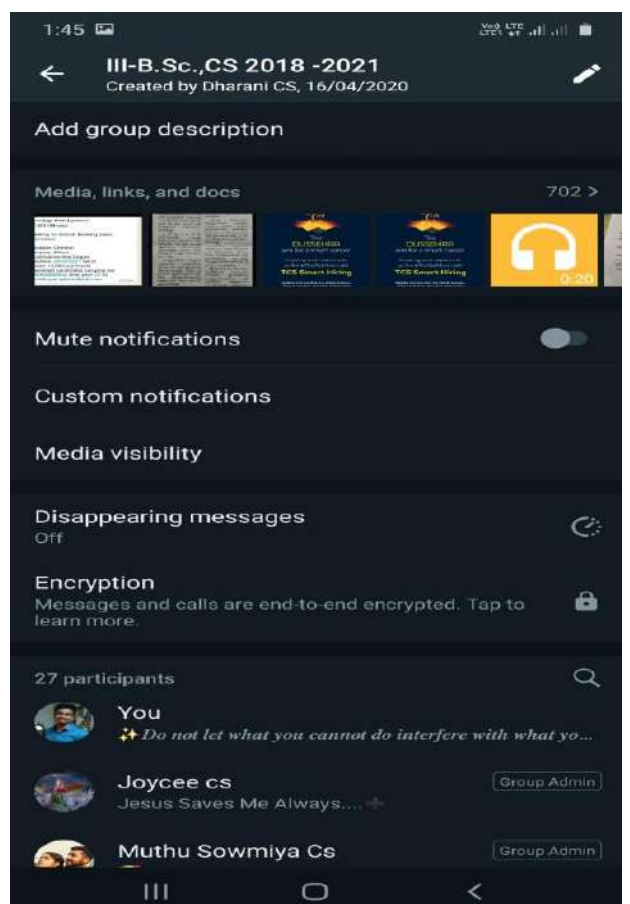 1:45
VoLTE LTE
III-B.Sc.,CS 2018 -2021
Created by Dharani CS, 16/04/2020
Add group description
Media, links, and docs
702 >
DUSSEHRA
TCS Smart Hiring
DUSSEHRA
TCS Smart Hiring
0:20
Mute notifications
Custom notifications
Media visibility
Disappearing messages
Off
Encryption
Messages and calls are end-to-end encrypted. Tap to
learn more.
27 participants
You
✨Do not let what you cannot do interfere with what yo...
Joycee cs
Group Admin
Jesus Saves Me Always....
Muthu Sowmiya Cs
Group Admin